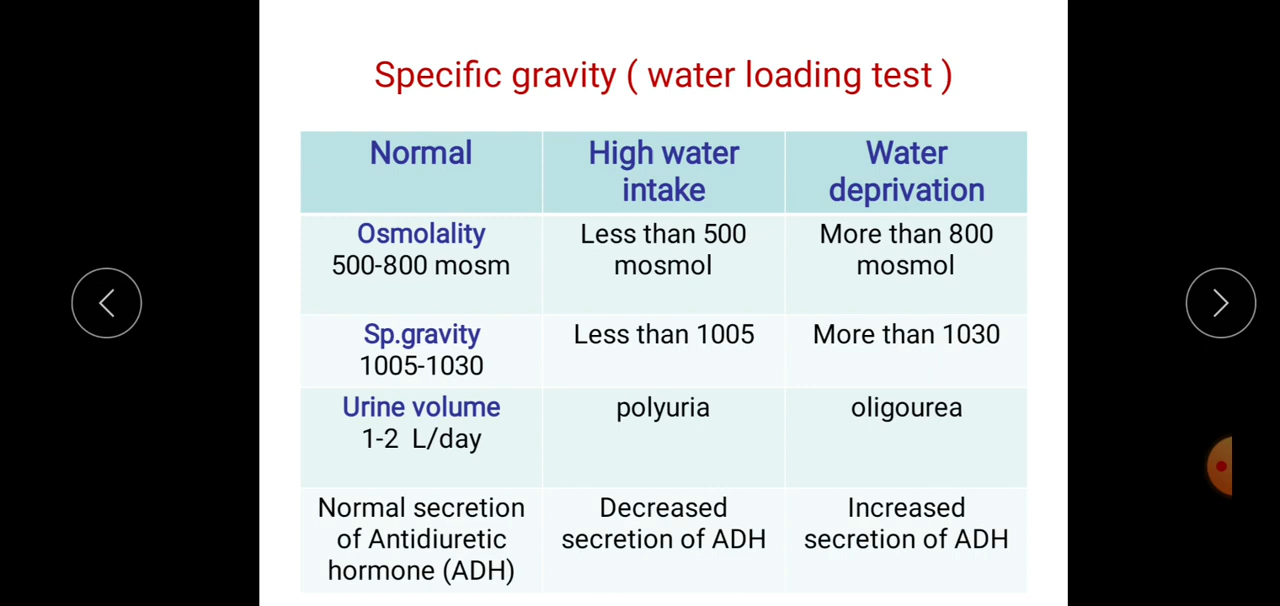 Specific gravity ( water loading test )
Normal
High water
intake
Water
deprivation
Osmolality
500-800 mosm
Less than 500
mosmol
More than 800
mosmol
Sp.gravity
1005-1030
Less than 1005
More than 1030
Urine volume
1-2 L/day
polyuria
oligourea
Normal secretion
of Antidiuretic
hormone (ADH)
Decreased
secretion of ADH
Increased
secretion of ADH